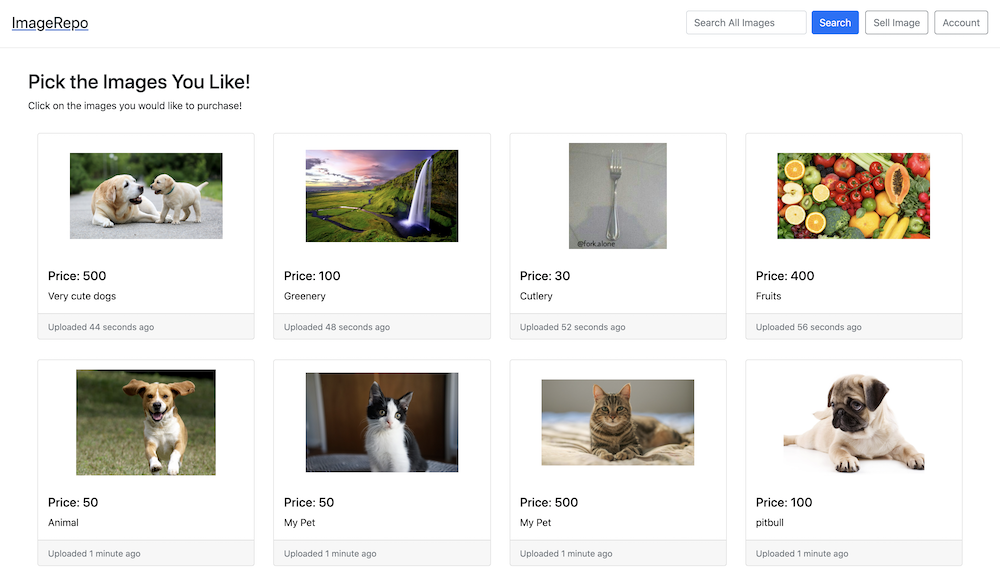 ImageRepo
Search All Images
Search
Sell Image
Account
Pick the Images You Like!
Click on the images you would like to purchase!
@fork.alone
Price: 500
Very cute dogs
Uploaded 44 seconds ago
Price: 100
Greenery
Uploaded 48 seconds ago
Price: 30
Cutlery
Uploaded 52 seconds ago
Price: 400
Fruits
Uploaded 56 seconds ago
Price: 50
Animal
Uploaded 1 minute ago
Price: 50
My Pet
Uploaded 1 minute ago
Price: 500
My Pet
Uploaded 1 minute ago
Price: 100
pitbull
Uploaded 1 minute ago